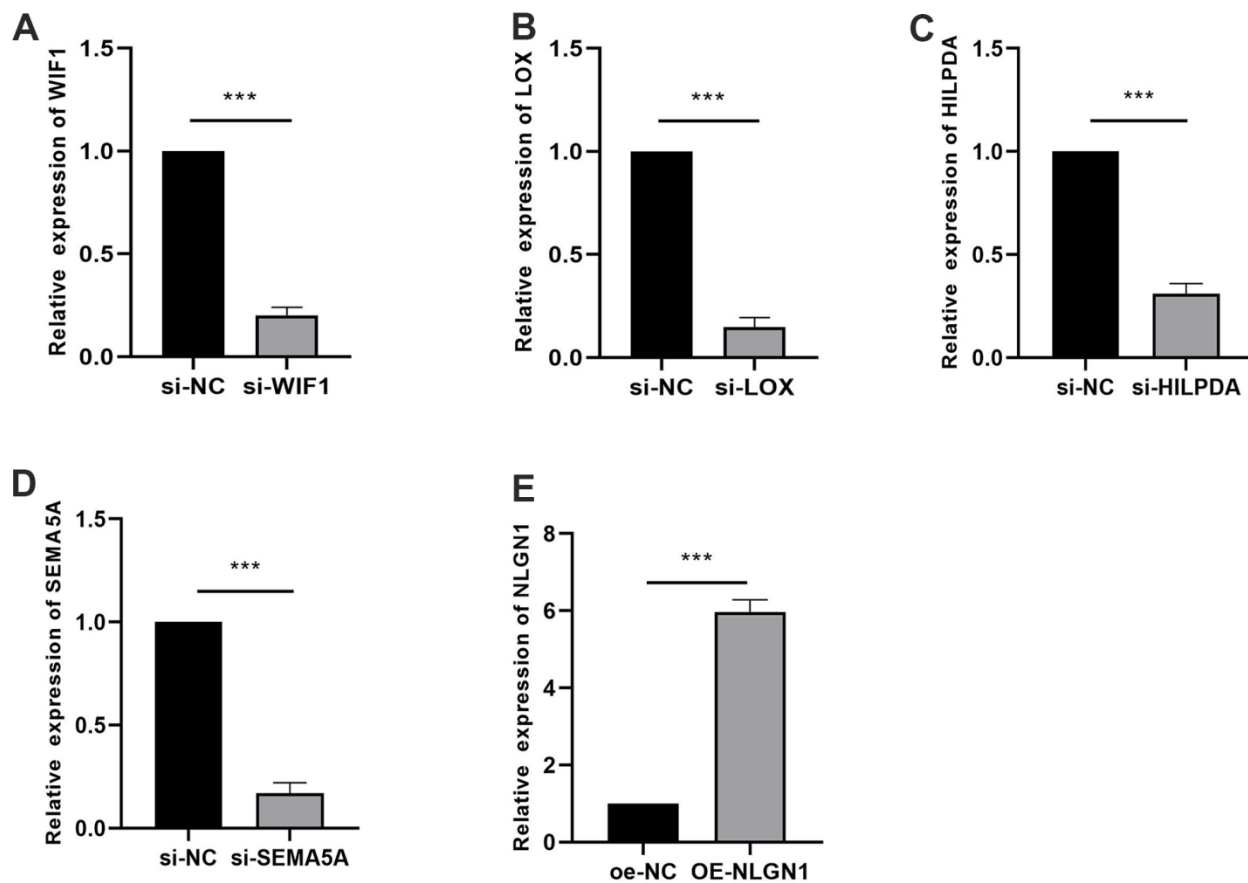 A
Relative expression of WIF1
1.5
1.0
0.5
0.0
***
si-NC si-WIF1
B
Relative expression of LOX
1.5
1.0
0.5
0.0
***
si-NC si-LOX
C
Relative expression of HILPDA
1.5
1.0
0.5
0.0
***
si-NC si-HILPDA
D
Relative expression of SEMA5A
1.5
1.0
0.5
0.0
***
si-NC si-SEMA5A
E
Relative expression of NLGN1
8
6
4
2
0
***
oe-NC OE-NLGN1